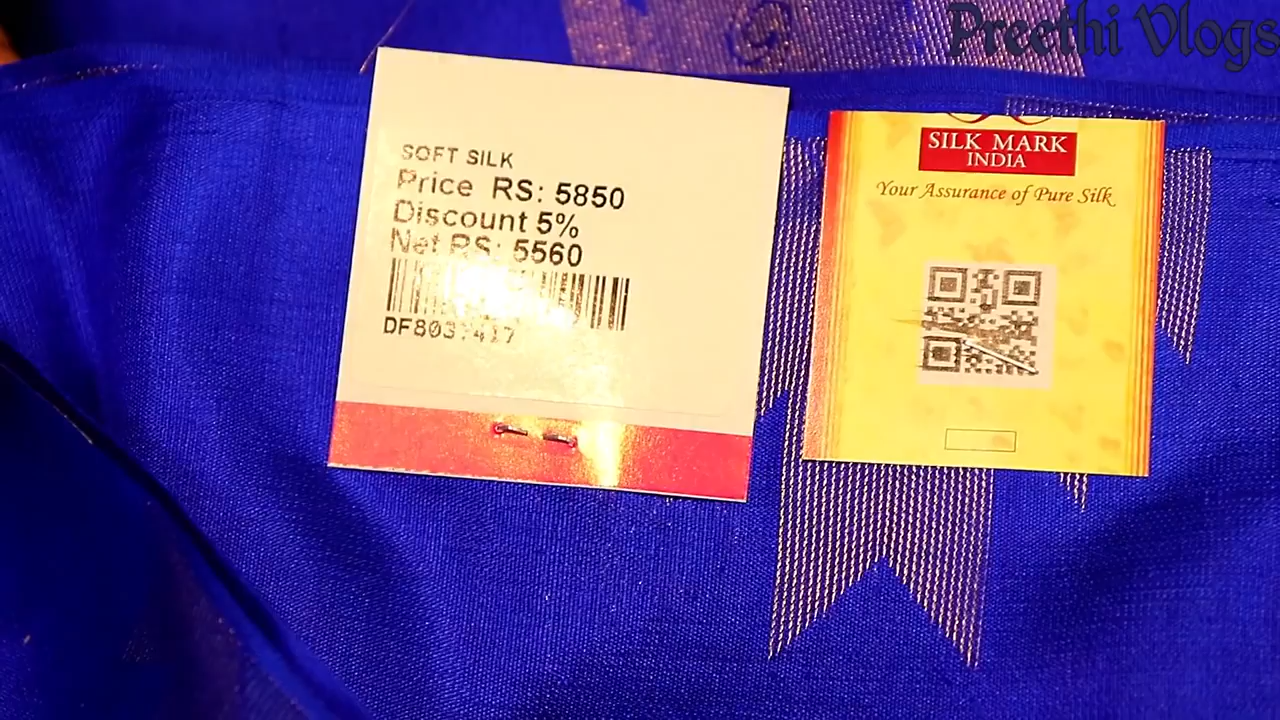 Preethi Vlogs
SOFT SILK
Price RS: 5850
Discount 5%
Net RS: 5560
SILK MARK
INDIA
Your Assurance of Pure Silk